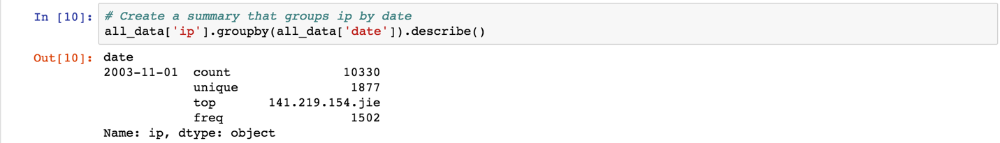 In [10]: # Create a summary that groups ip by date
all_data['ip'].groupby(all_data['date']).describe()
Out[10]: date
2003-11-01 count 10330
unique 1877
top 141.219.154.jie
freq 1502
Name: ip, dtype: object